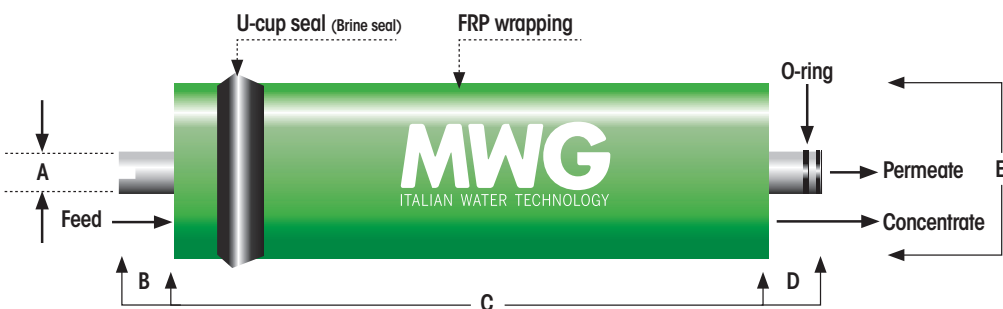 U-cup seal (Brine seal)
FRP wrapping
O-ring
A
MWG
ITALIAN WATER TECHNOLOGY
Permeate
E
Feed
Concentrate
B
C
D